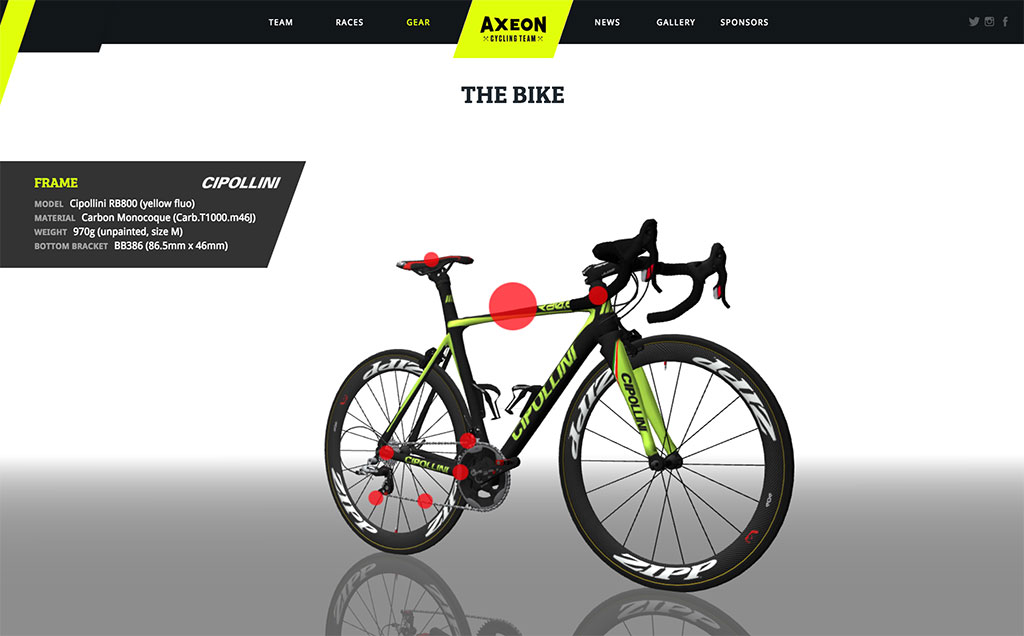 TEAM RACES GEAR AXEON NEWS GALLERY SPONSORS
CYCLING TEAM
THE BIKE
FRAME CIPOLLINI
MODEL Cipollini RB800 (yellow fluo)
MATERIAL Carbon Monocoque (Carb.T1000.m46J)
WEIGHT 970g (unpainted, size M)
BOTTOM BRACKET BB386 (86.5mm x 46mm)
ZIPP
ZIPP
ZIPP
CIPOLLINI
CIPOLLINI
CIPOLLINI
ZIPP
ZIPP
ZIPP